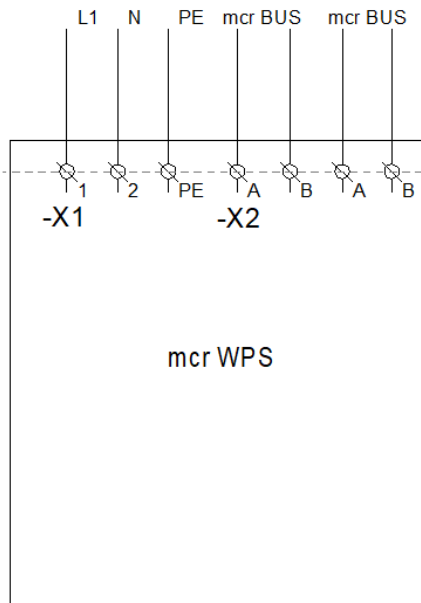 L1 N PE mcr BUS mcr BUS
1 2 PE A B A B
-X1 -X2
mcr WPS